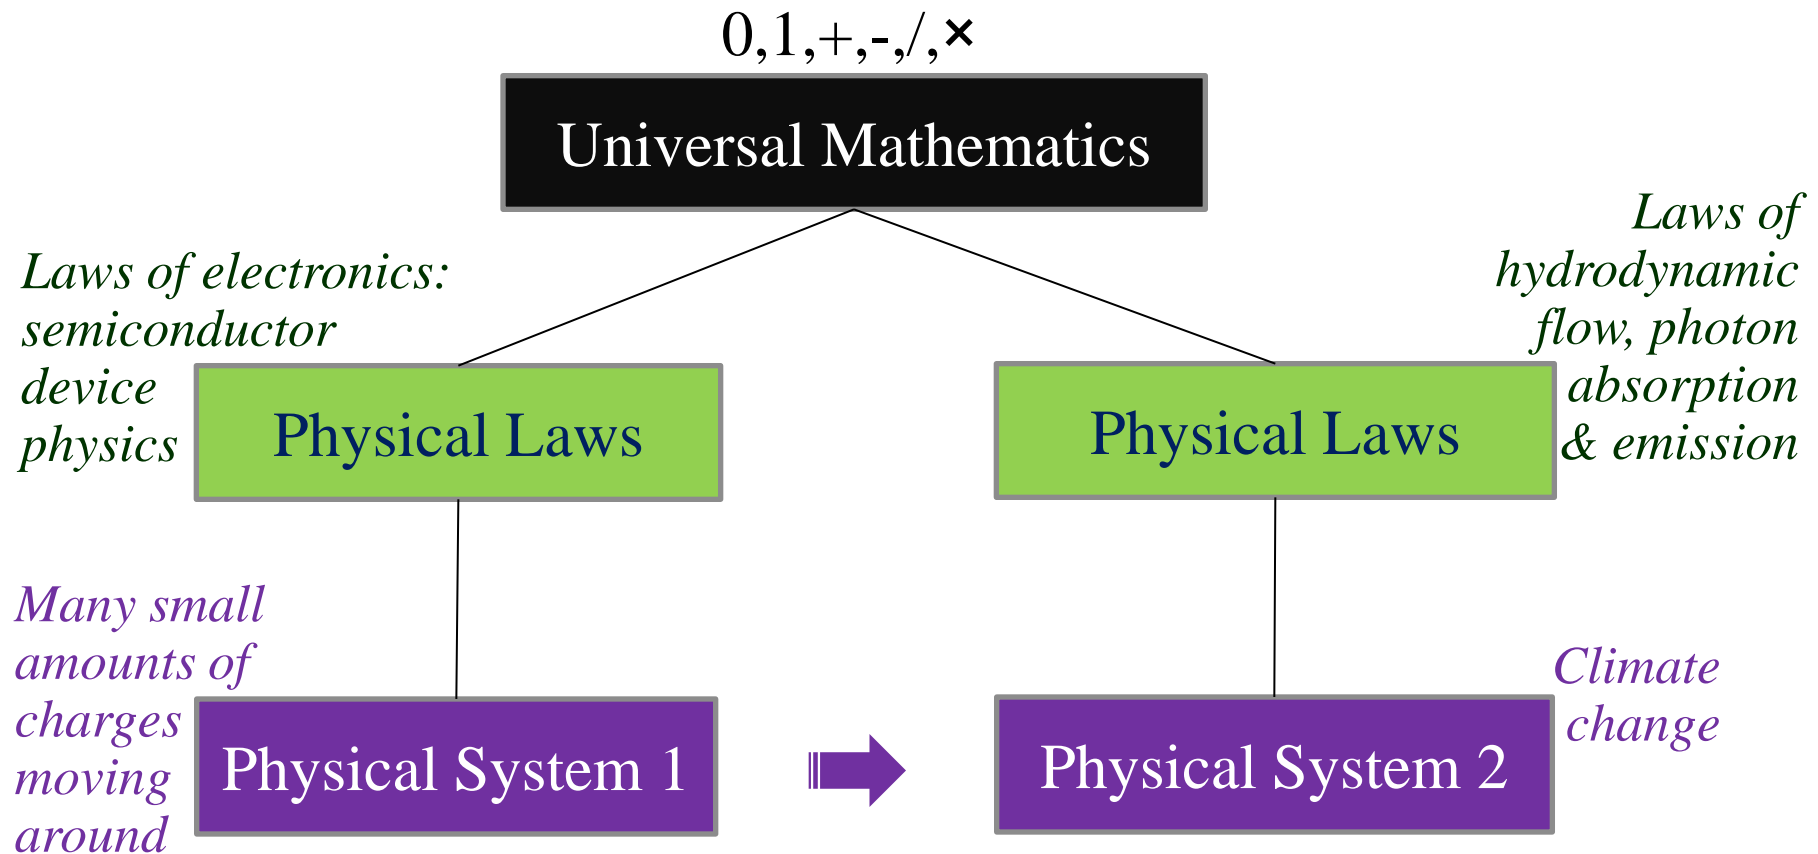 0,1,+,-,/,×
Universal Mathematics
Laws of electronics:
semiconductor
device
physics
Physical Laws
Laws of
hydrodynamic
flow, photon
absorption
& emission
Physical Laws
Many small
amounts of
charges
moving
around
Physical System 1
Physical System 2
Climate
change